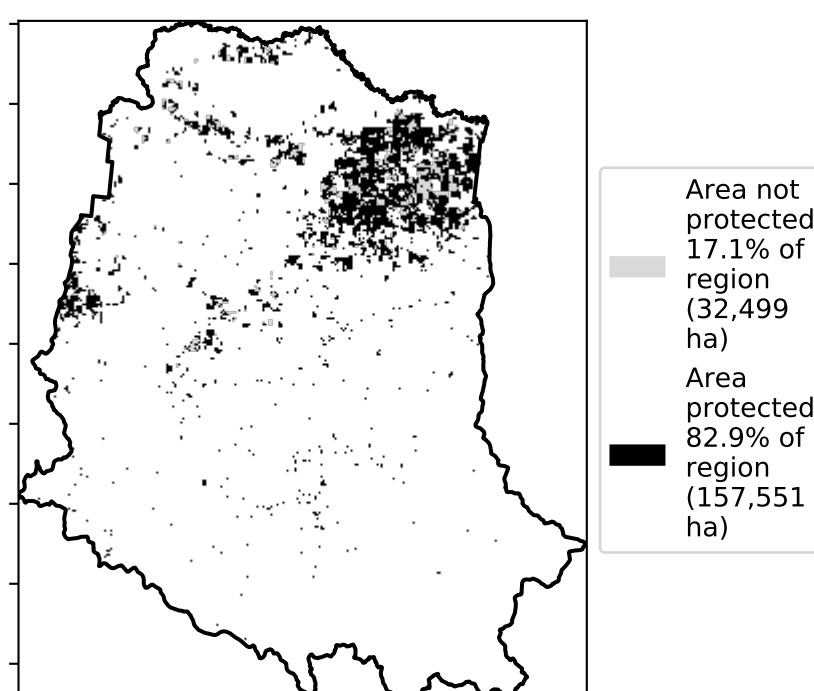 Area not
protected
17.1% of
region
(32,499
ha)
Area
protected
82.9% of
region
(157,551
ha)